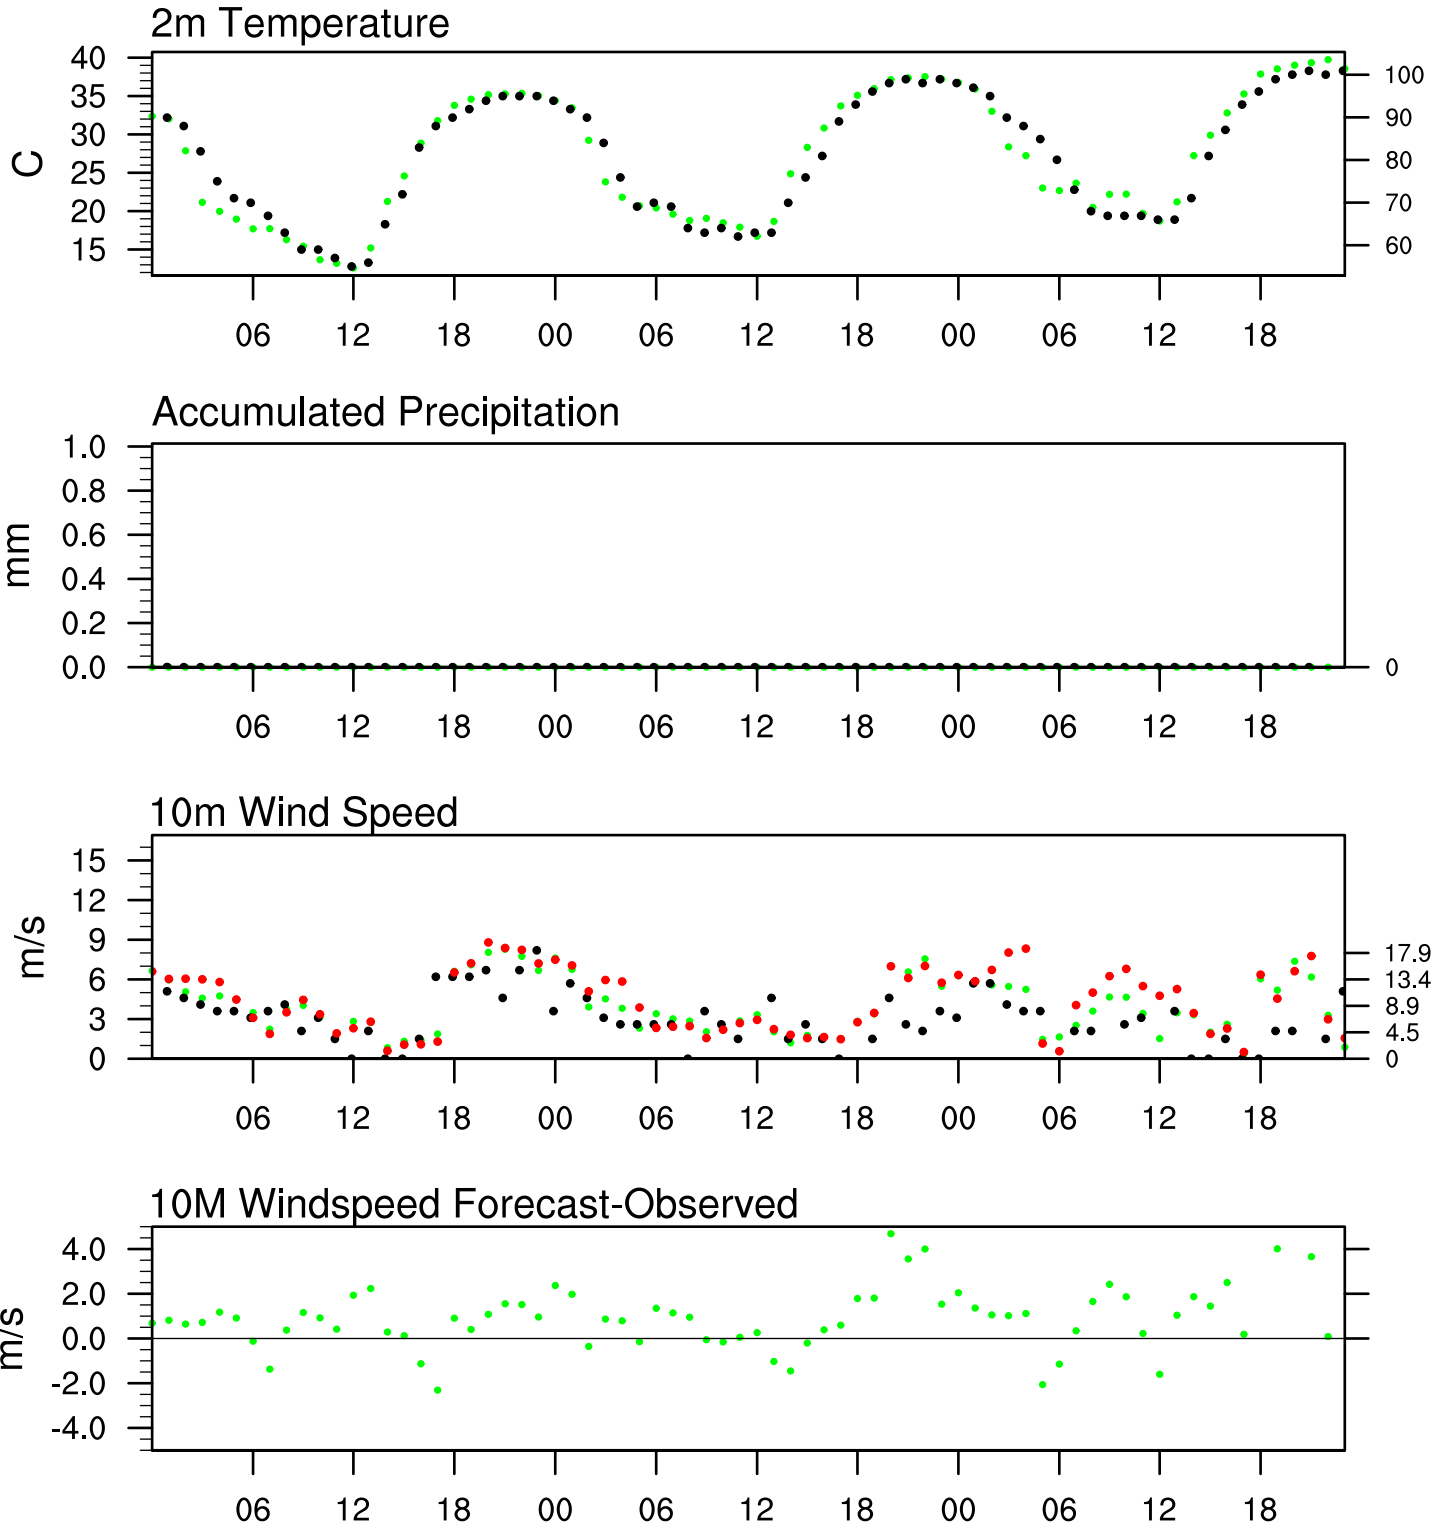 2m Temperature
40
35
30
25
20
15
C
100
90
80
70
60
06 12 18 00 06 12 18 00 06 12 18
Accumulated Precipitation
1.0
0.8
0.6
0.4
0.2
0.0
mm
0
06 12 18 00 06 12 18 00 06 12 18
10m Wind Speed
15
12
9
6
3
0
m/s
17.9
13.4
8.9
4.5
0
06 12 18 00 06 12 18 00 06 12 18
10M Windspeed Forecast-Observed
4.0
2.0
0.0
-2.0
-4.0
m/s
06 12 18 00 06 12 18 00 06 12 18